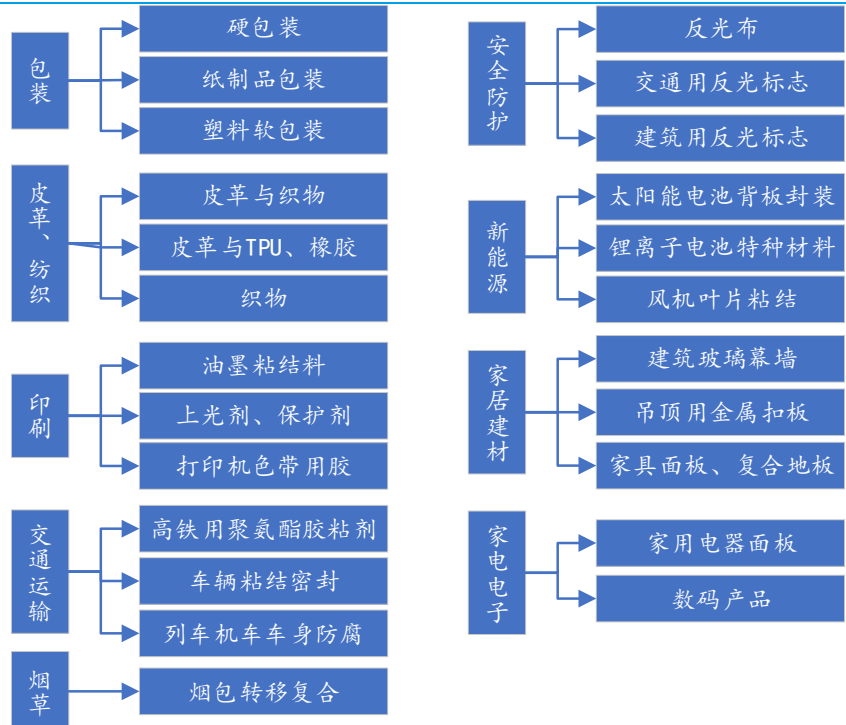 包装
硬包装
纸制品包装
塑料软包装
皮革、纺织
皮革与织物
皮革与TPU、橡胶
织物
印刷
油墨粘结料
上光剂、保护剂
打印机色带用胶
交通运输
高铁用聚氨酯胶粘剂
车辆粘结密封
列车机车车身防腐
烟草
烟包转移复合
安全防护
反光布
交通用反光标志
建筑用反光标志
新能源
太阳能电池背板封装
锂离子电池特种材料
风机叶片粘结
家居建材
建筑玻璃幕墙
吊顶用金属扣板
家具面板、复合地板
家电电子
家用电器面板
数码产品